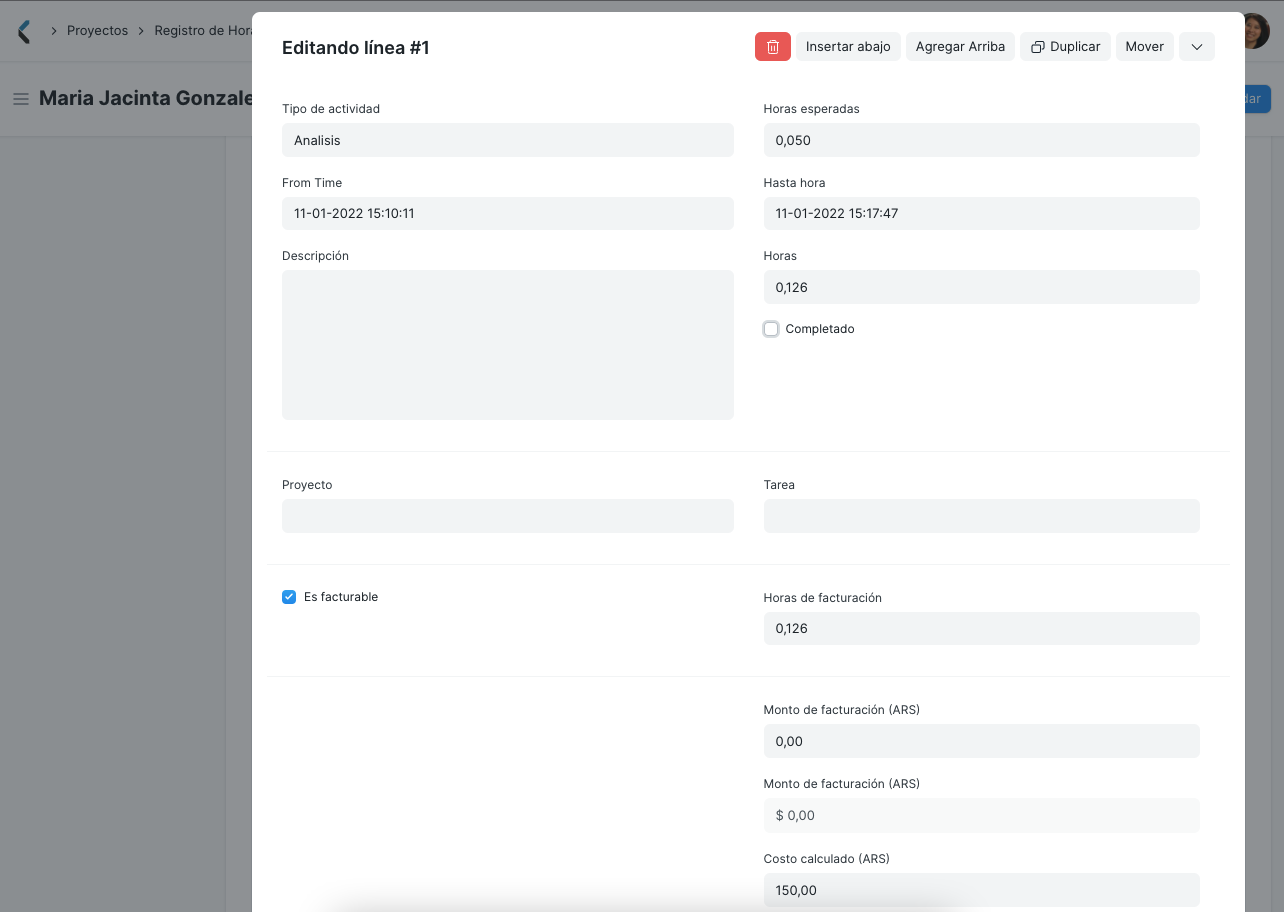 Proyectos
Registro de Hora
Maria Jacinta Gonzale
dar
Editando línea #1
Insertar abajo
Agregar Arriba
Duplicar
Mover
Tipo de actividad
Analisis
Horas esperadas
0,050
From Time
11-01-2022 15:10:11
Hasta hora
11-01-2022 15:17:47
Descripción
Horas
0,126
Completado
Proyecto
Tarea
Es facturable
Horas de facturación
0,126
Monto de facturación (ARS)
0,00
Monto de facturación (ARS)
$ 0,00
Costo calculado (ARS)
150,00